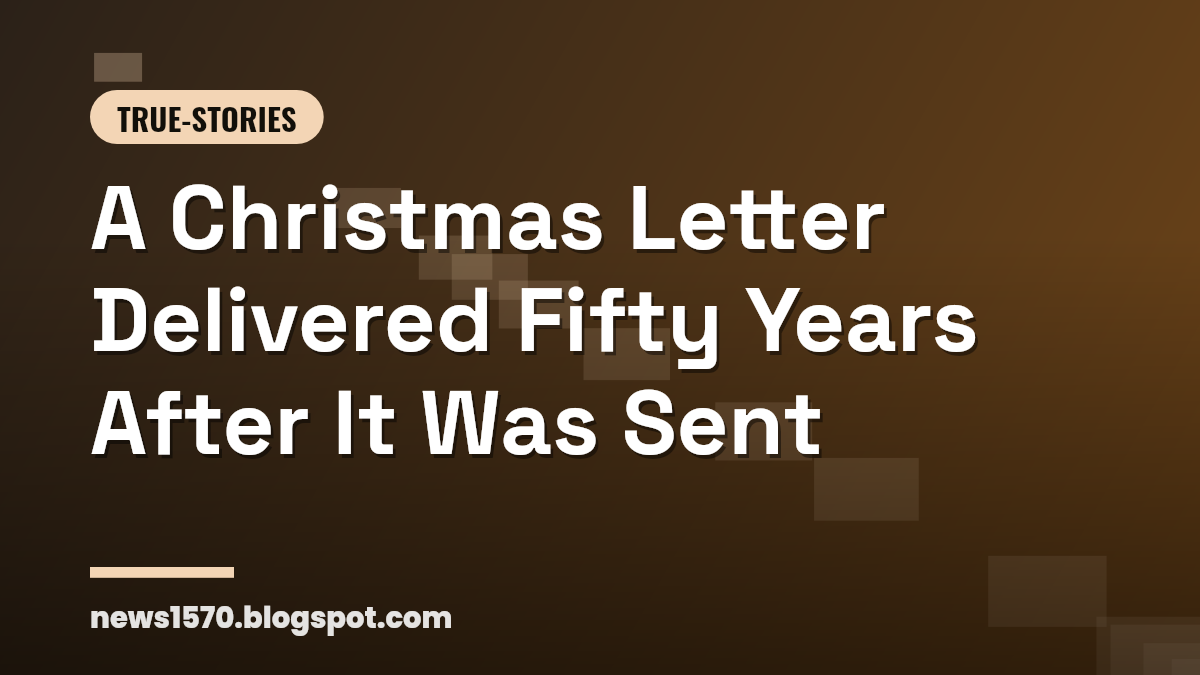 TRUE-STORIES
A Christmas Letter
Delivered Fifty Years
After It Was Sent
news1570.blogspot.com